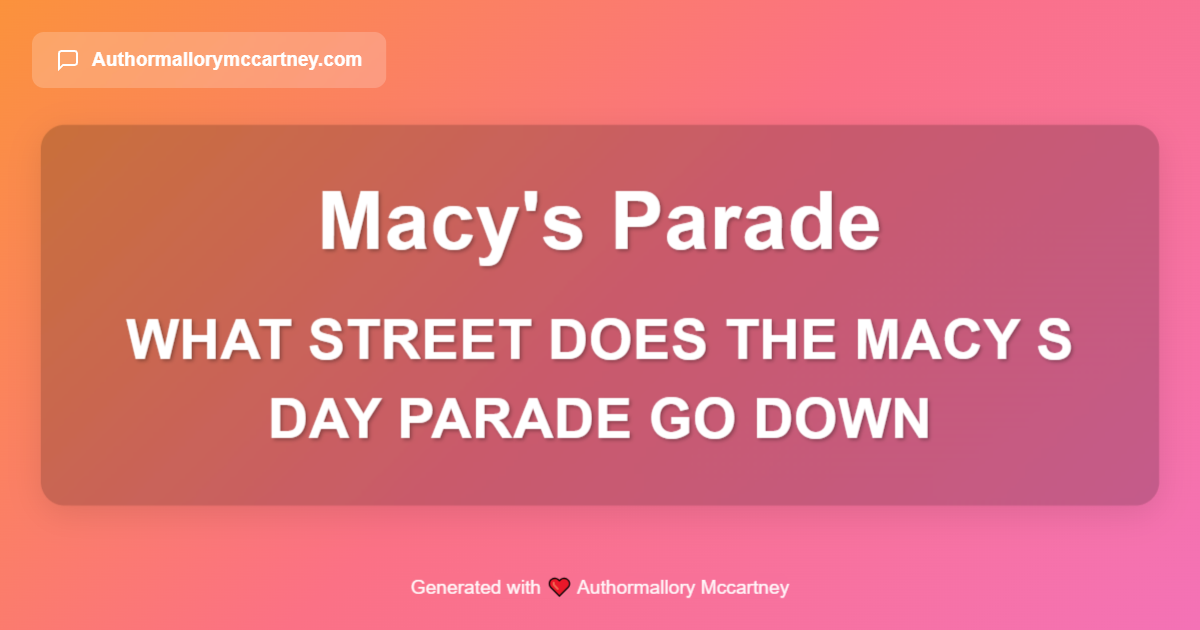 Authormallorymccartney.com
Macy's Parade
WHAT STREET DOES THE MACY S
DAY PARADE GO DOWN
Generated with ❤️ Authormallory Mccartney